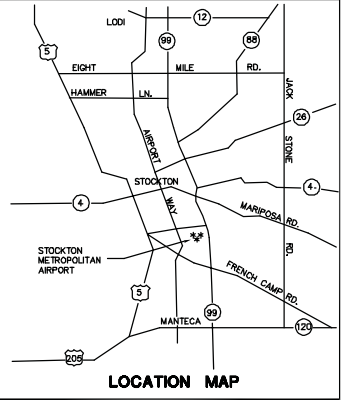 LODI
12
99
88
5
EIGHT MILE RD.
HAMMER LN.
JACK STONE RD.
26
AIRPORT WAY
STOCKTON
4
4
MARIPOSA RD.
STOCKTON
METROPOLITAN
AIRPORT
FRENCH CAMP RD.
5
99
MANTECA
120
205
LOCATION MAP